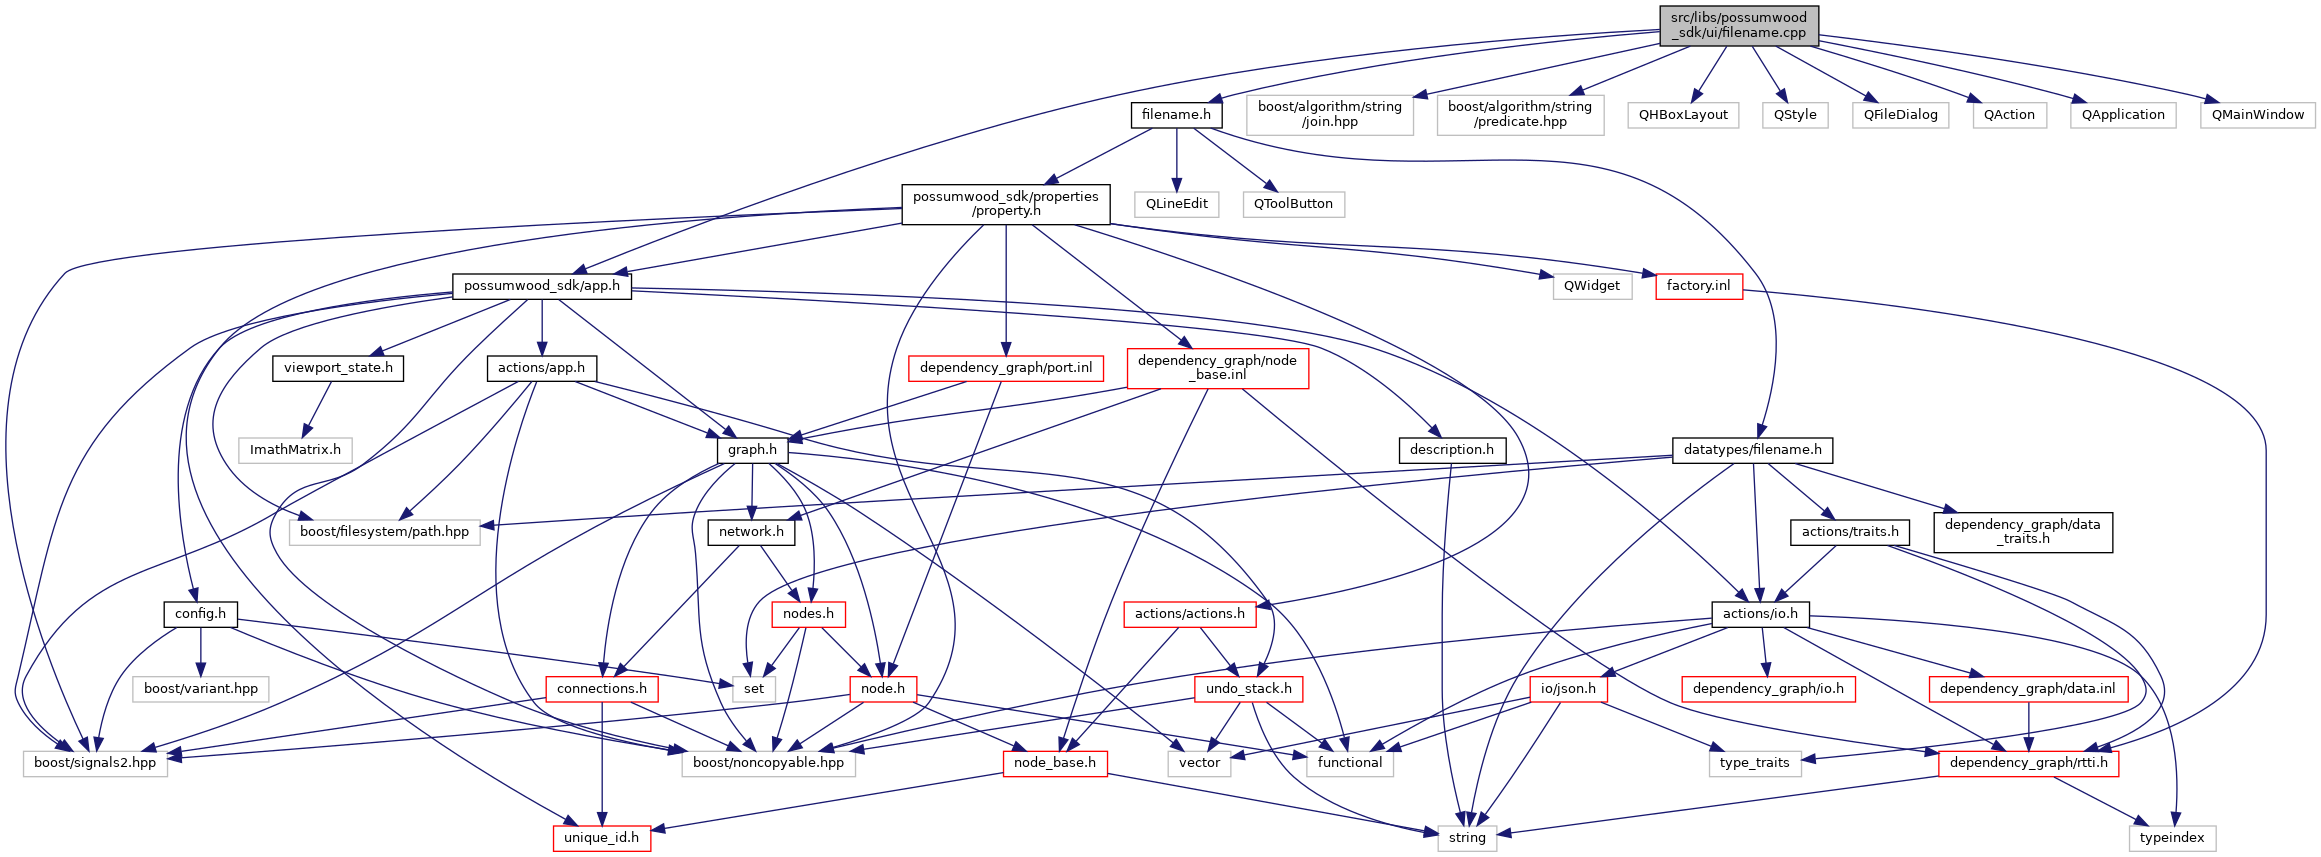 src/libs/possumwood
_sdk/ui/filename.cpp
filename.h
boost/algorithm/string
/join.hpp
boost/algorithm/string
/predicate.hpp
QHBoxLayout
QStyle
QFileDialog
QAction
QApplication
QMainWindow
possumwood_sdk/properties
/property.h
QLineEdit
QToolButton
possumwood_sdk/app.h
QWidget
factory.inl
viewport_state.h
actions/app.h
dependency_graph/port.inl
dependency_graph/node
_base.inl
ImathMatrix.h
graph.h
description.h
datatypes/filename.h
boost/filesystem/path.hpp
network.h
actions/traits.h
dependency_graph/data
_traits.h
config.h
nodes.h
actions/actions.h
actions/io.h
boost/variant.hpp
connections.h
set
node.h
undo_stack.h
io/json.h
dependency_graph/io.h
dependency_graph/data.inl
boost/signals2.hpp
boost/noncopyable.hpp
node_base.h
vector
functional
type_traits
dependency_graph/rtti.h
unique_id.h
string
typeindex